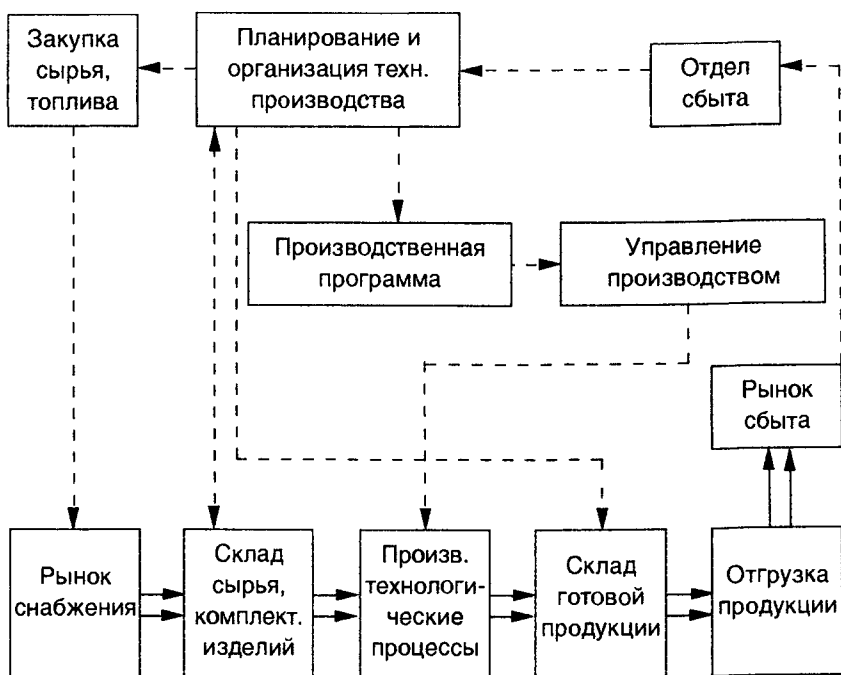 Закупка
сырья,
топлива
Планирование и
организация техн.
производства
Отдел
сбыта
Производственная
программа
Управление
производством
Рынок
сбыта
Рынок
снабжения
Склад
сырья,
комплект.
изделий
Произв.
технологи-
ческие
процессы
Склад
готовой
продукции
Отгрузка
продукции